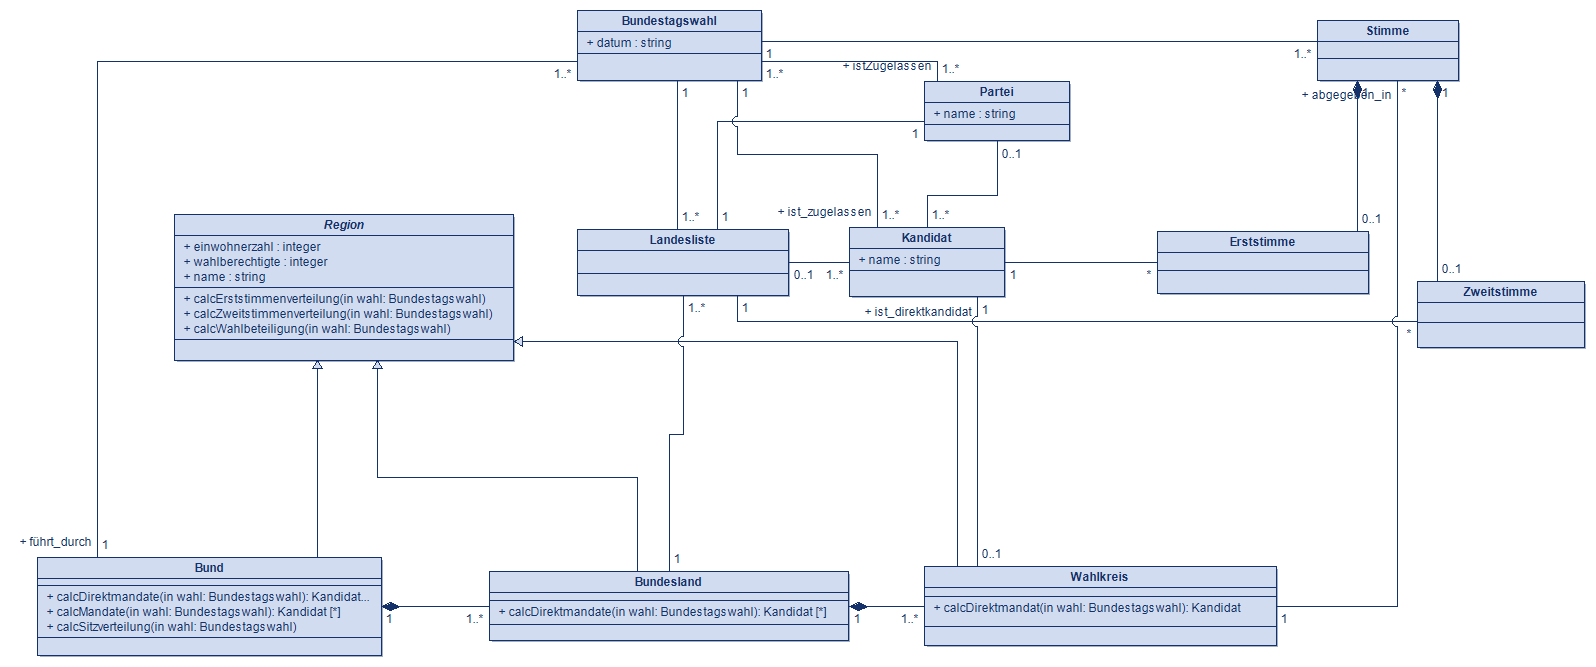 Bundestagswahl
+ datum : string
Stimme
1
1..*
1..*
1..*
+ istZugelassen
1..*
Partei
+ name : string
1
1
1
0..1
+ abgegeben_in
1
*
1
1..*
1
+ ist_zugelassen
1..*
1..*
0..1
Region
+ einwohnerzahl : integer
+ wahlberechtigte : integer
+ name : string
+ calcErststimmenverteilung(in wahl: Bundestagswahl)
+ calcZweitstimmenverteilung(in wahl: Bundestagswahl)
+ calcWahlbeteiligung(in wahl: Bundestagswahl)
Landesliste
0..1
1..*
Kandidat
+ name : string
1
*
Erststimme
0..1
Zweitstimme
1..*
1
+ ist_direktkandidat
1
*
+ führt_durch
1
1
0..1
Bund
+ calcDirektmandate(in wahl: Bundestagswahl): Kandidat...
+ calcMandate(in wahl: Bundestagswahl): Kandidat [*]
+ calcSitzverteilung(in wahl: Bundestagswahl)
1
1..*
Bundesland
+ calcDirektmandate(in wahl: Bundestagswahl): Kandidat [*]
1
1..*
Wahlkreis
+ calcDirektmandat(in wahl: Bundestagswahl): Kandidat
1